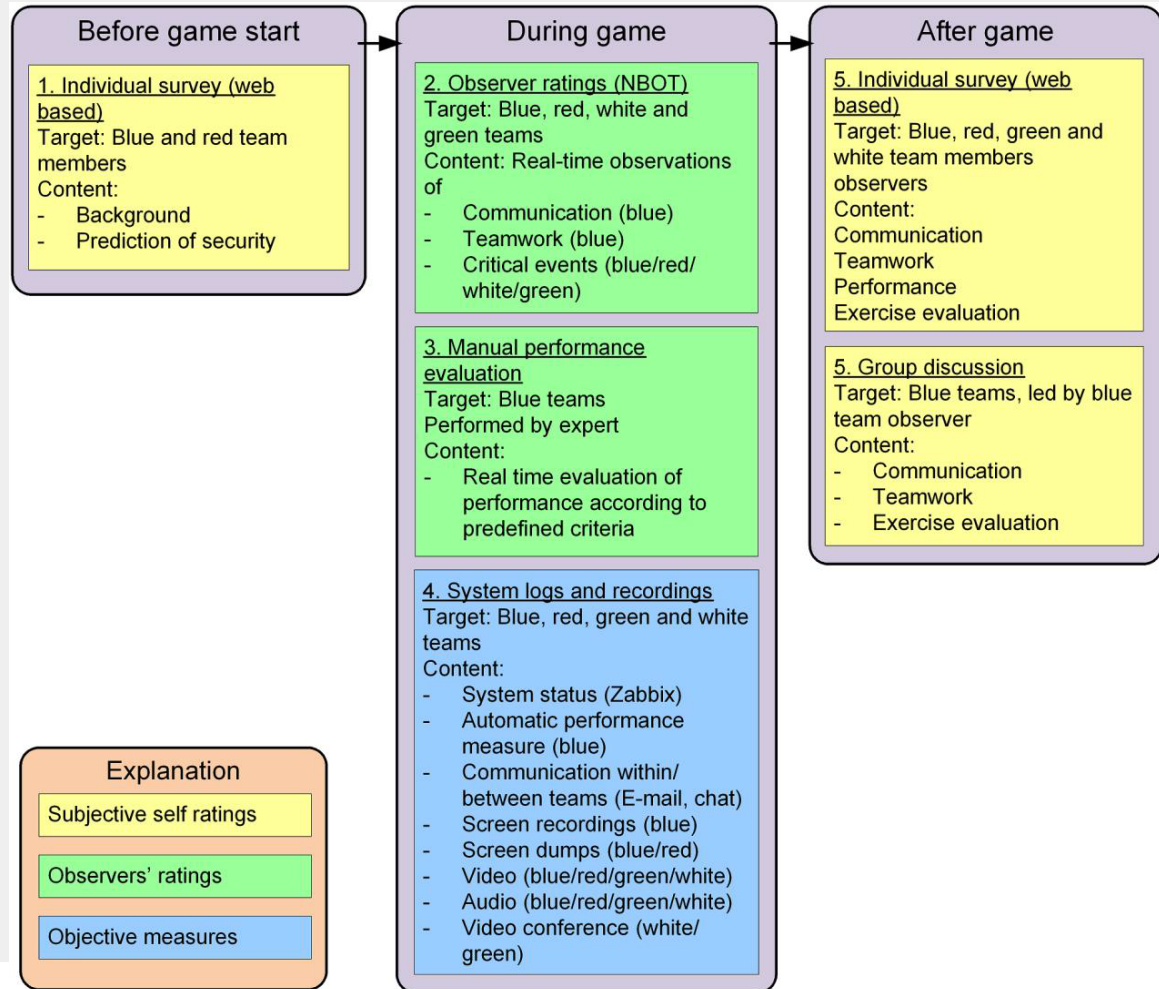 Before game start
1. Individual survey (web
based)
Target: Blue and red team
members
Content:
- Background
- Prediction of security
During game
2. Observer ratings (NBOT)
Target: Blue, red, white and
green teams
Content: Real-time observations
of
- Communication (blue)
- Teamwork (blue)
- Critical events (blue/red/
white/green)
3. Manual performance
evaluation
Target: Blue teams
Performed by expert
Content:
- Real time evaluation of
performance according to
predefined criteria
4. System logs and recordings
Target: Blue, red, green and white
teams
Content:
- System status (Zabbix)
- Automatic performance
measure (blue)
- Communication within/
between teams (E-mail, chat)
- Screen recordings (blue)
- Screen dumps (blue/red)
- Video (blue/red/green/white)
- Audio (blue/red/green/white)
- Video conference (white/
green)
After game
5. Individual survey (web
based)
Target: Blue, red, green and
white team members
observers
Content:
Communication
Teamwork
Performance
Exercise evaluation
5. Group discussion
Target: Blue teams, led by blue
team observer
Content:
- Communication
- Teamwork
- Exercise evaluation
Explanation
Subjective self ratings
Observers’ ratings
Objective measures